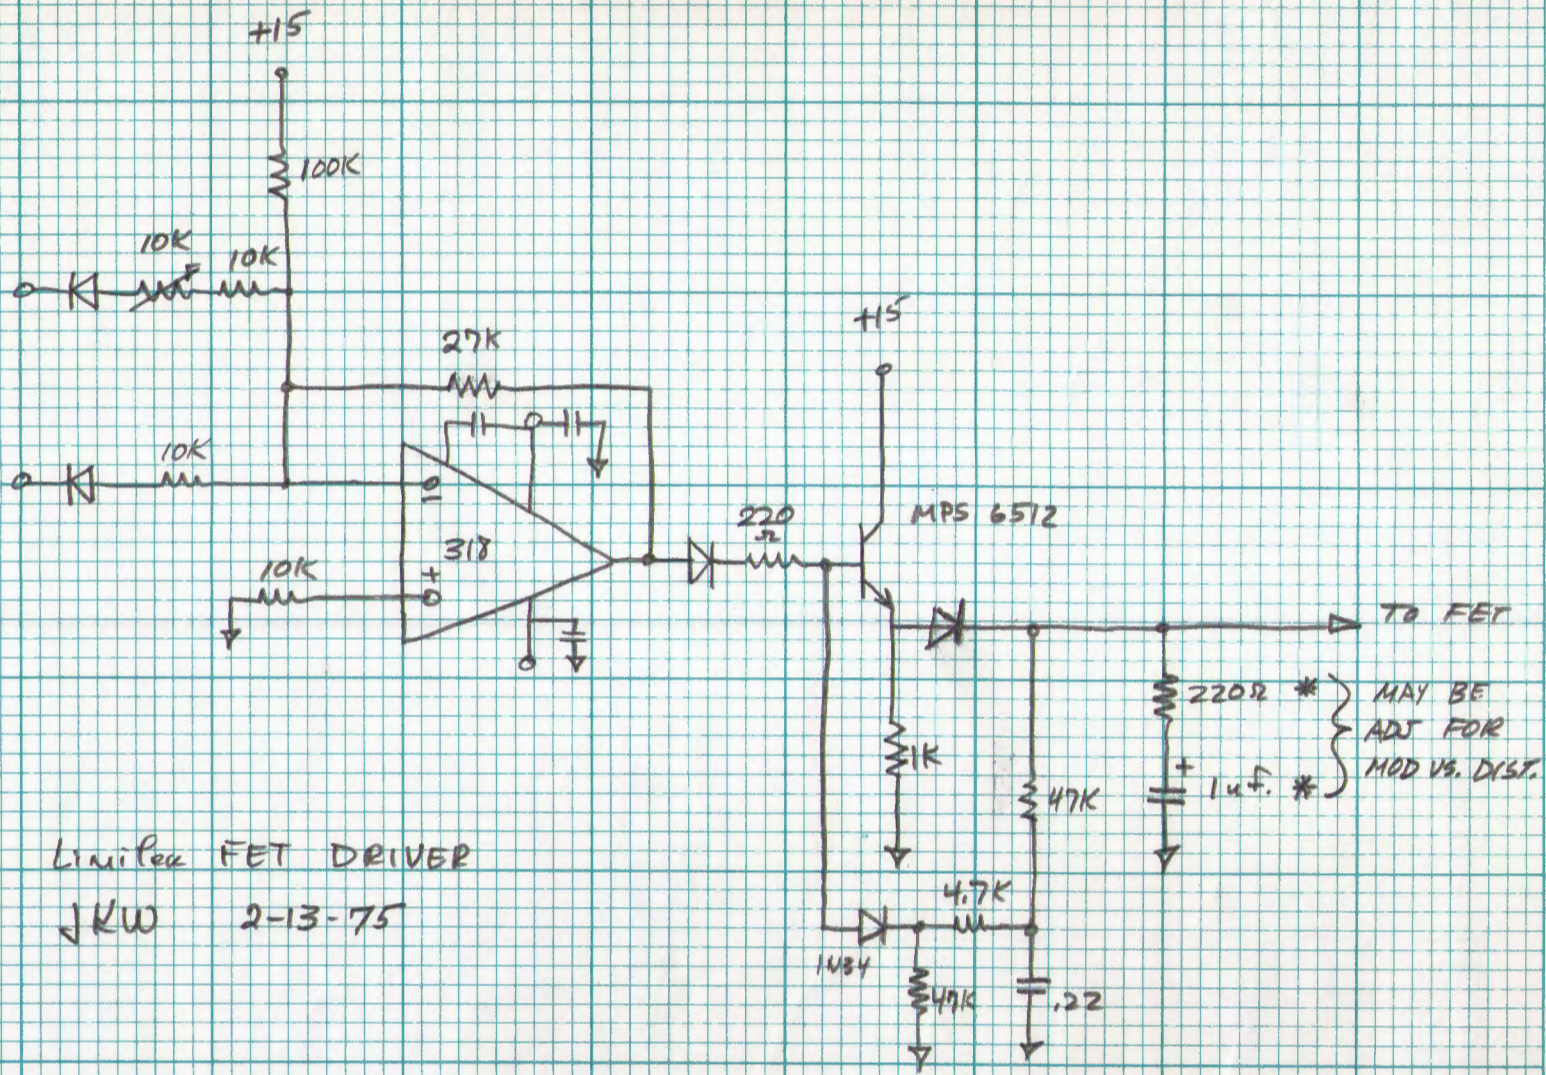 +15
100K
10K
10K
27K
+15
10K
220
Ω
MPS 6512
318
10K
-
+
TO FET
220Ω * MAY BE
ADJ FOR
MOD VS. DIST.
1K
+
1uf. *
47K
Limiter FET DRIVER
4.7K
JKW 2-13-75
1N34
47K
.22